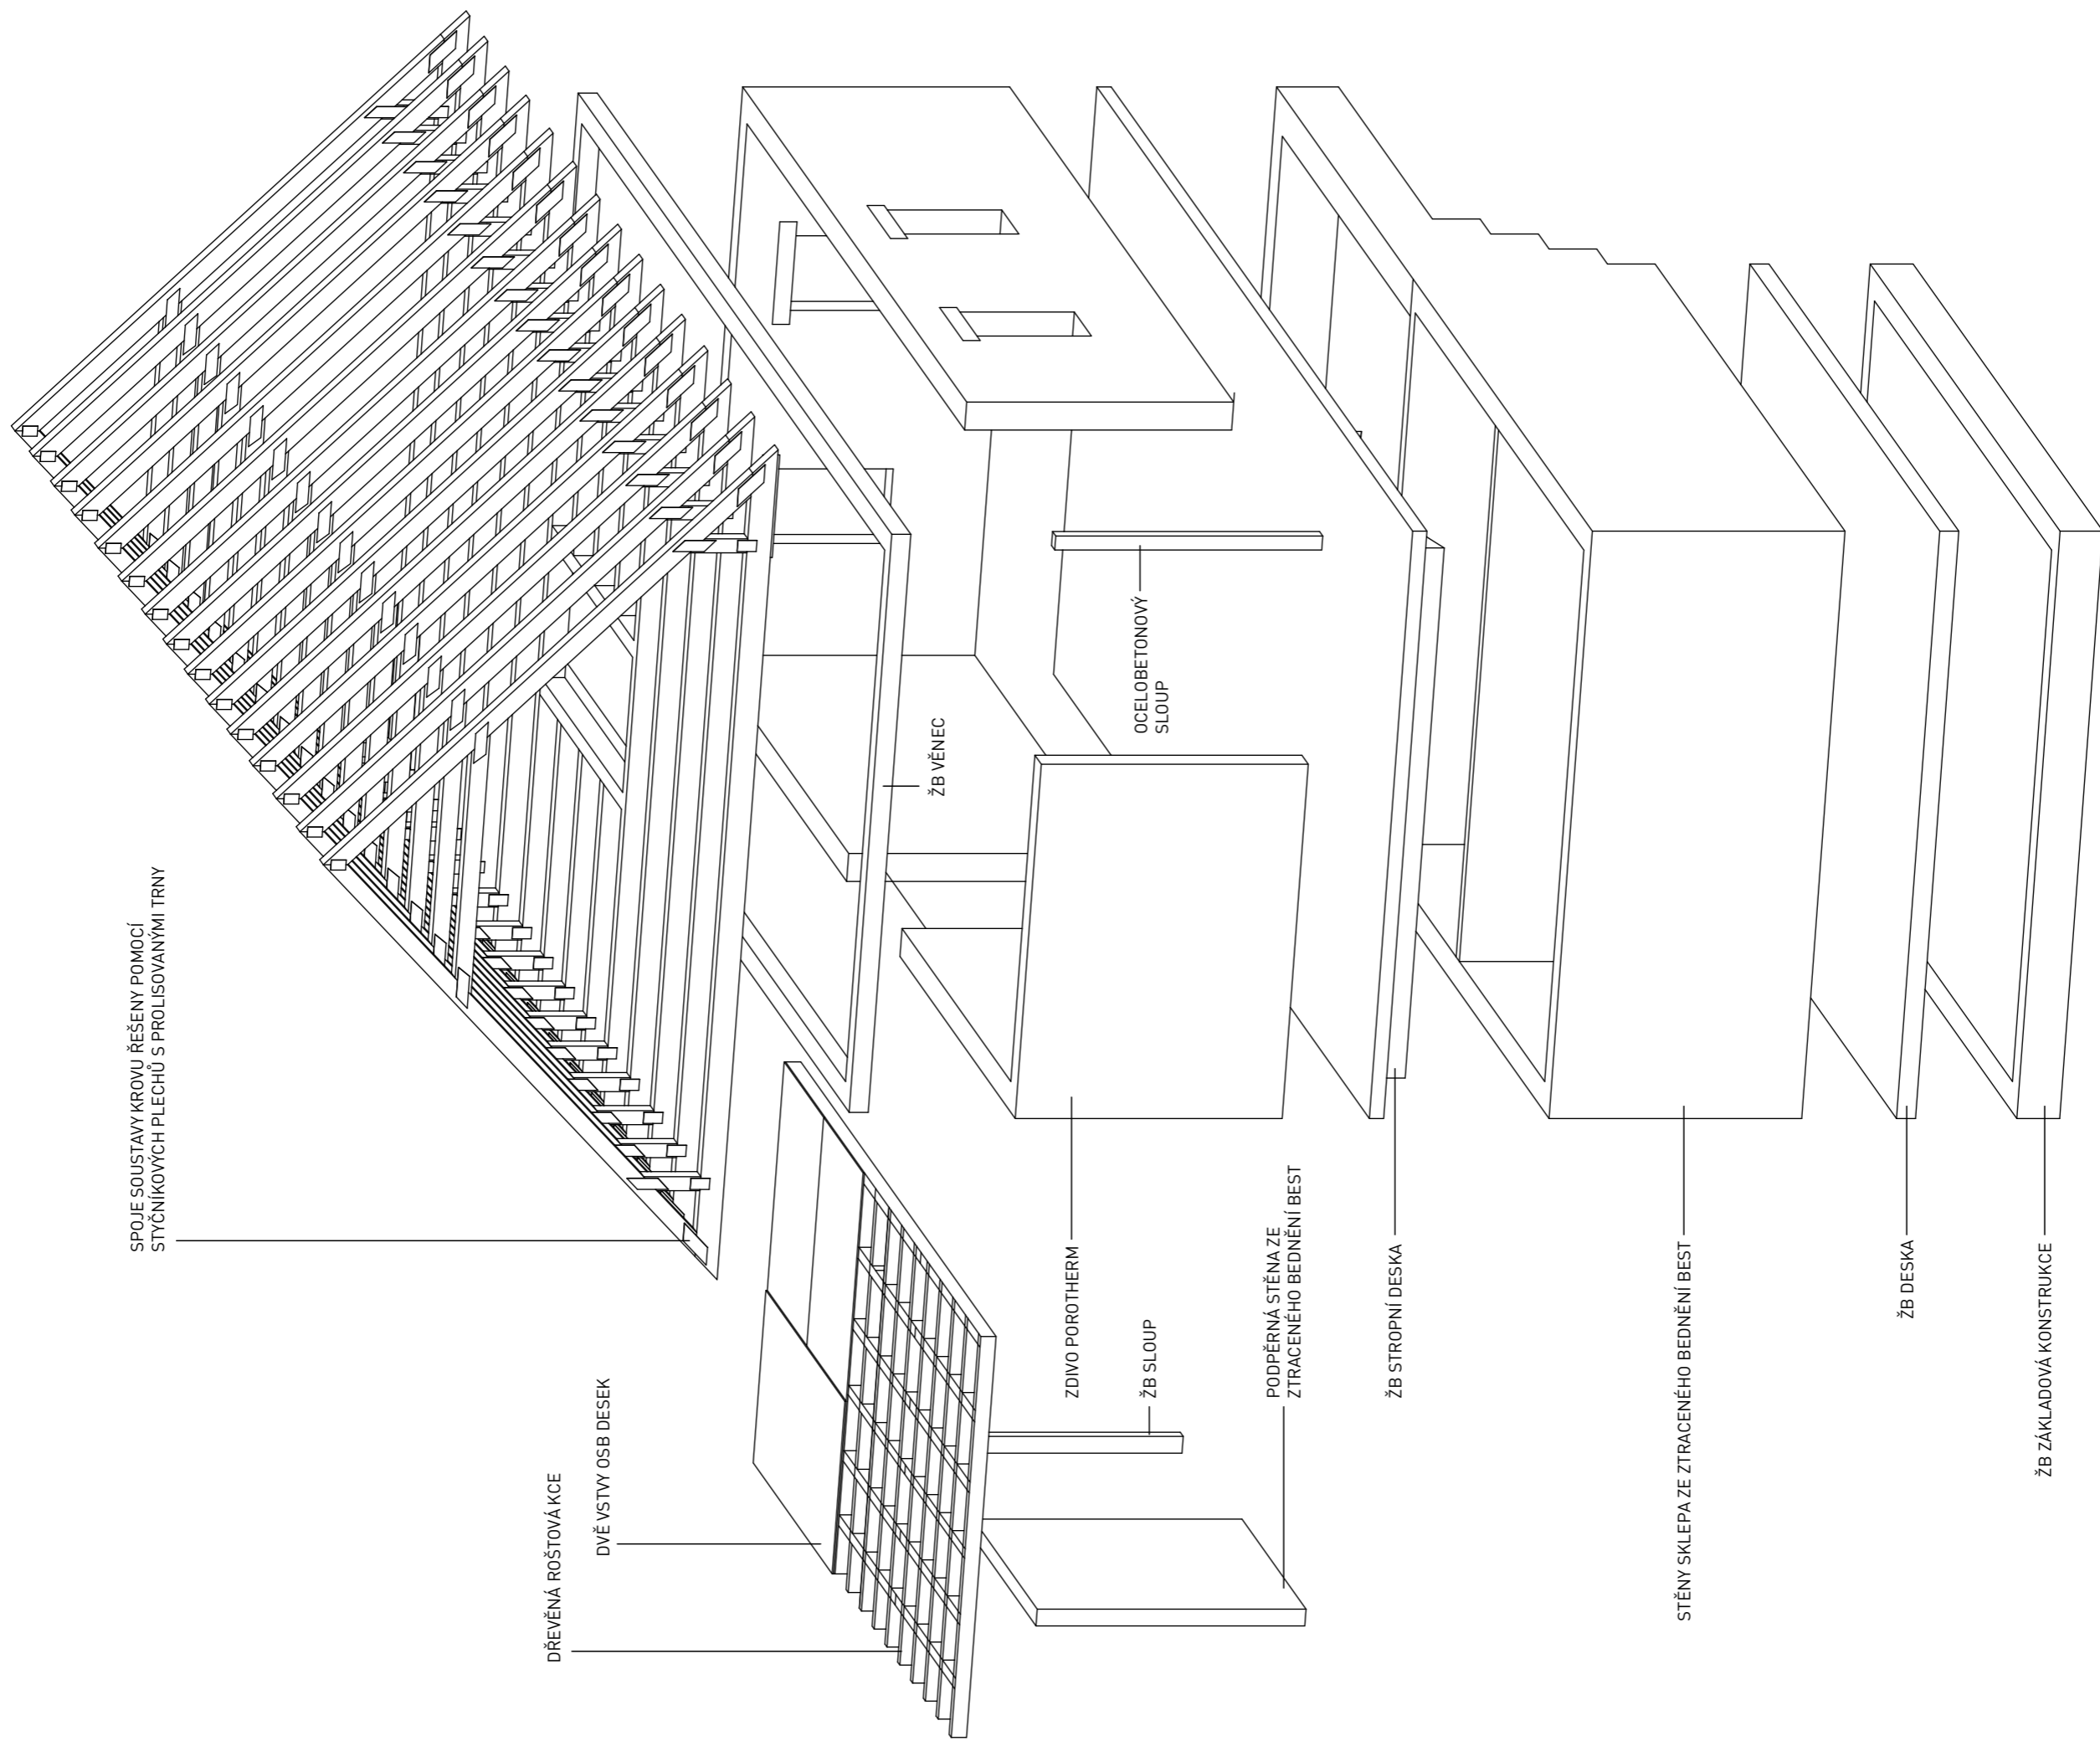 SPOJE SOUSTAVY KROVU ŘEŠENY POMOCÍ
STYČNÍKOVÝCH PLECHŮ S PROLISOVANÝMI TRNY
DŘEVĚNÁ ROŠTOVÁ KCE
DVĚ VSTVY OSB DESEK
ŽB VĚNEC
ZDIVO POROTHERM
OCELOBETONOVÝ
SLOUP
ŽB SLOUP
PODPĚRNÁ STĚNA ZE
ZTRACENÉHO BEDNĚNÍ BEST
ŽB STROPNÍ DESKA
STĚNY SKLEPA ZE ZTRACENÉHO BEDNĚNÍ BEST
ŽB DESKA
ŽB ZÁKLADOVÁ KONSTRUKCE